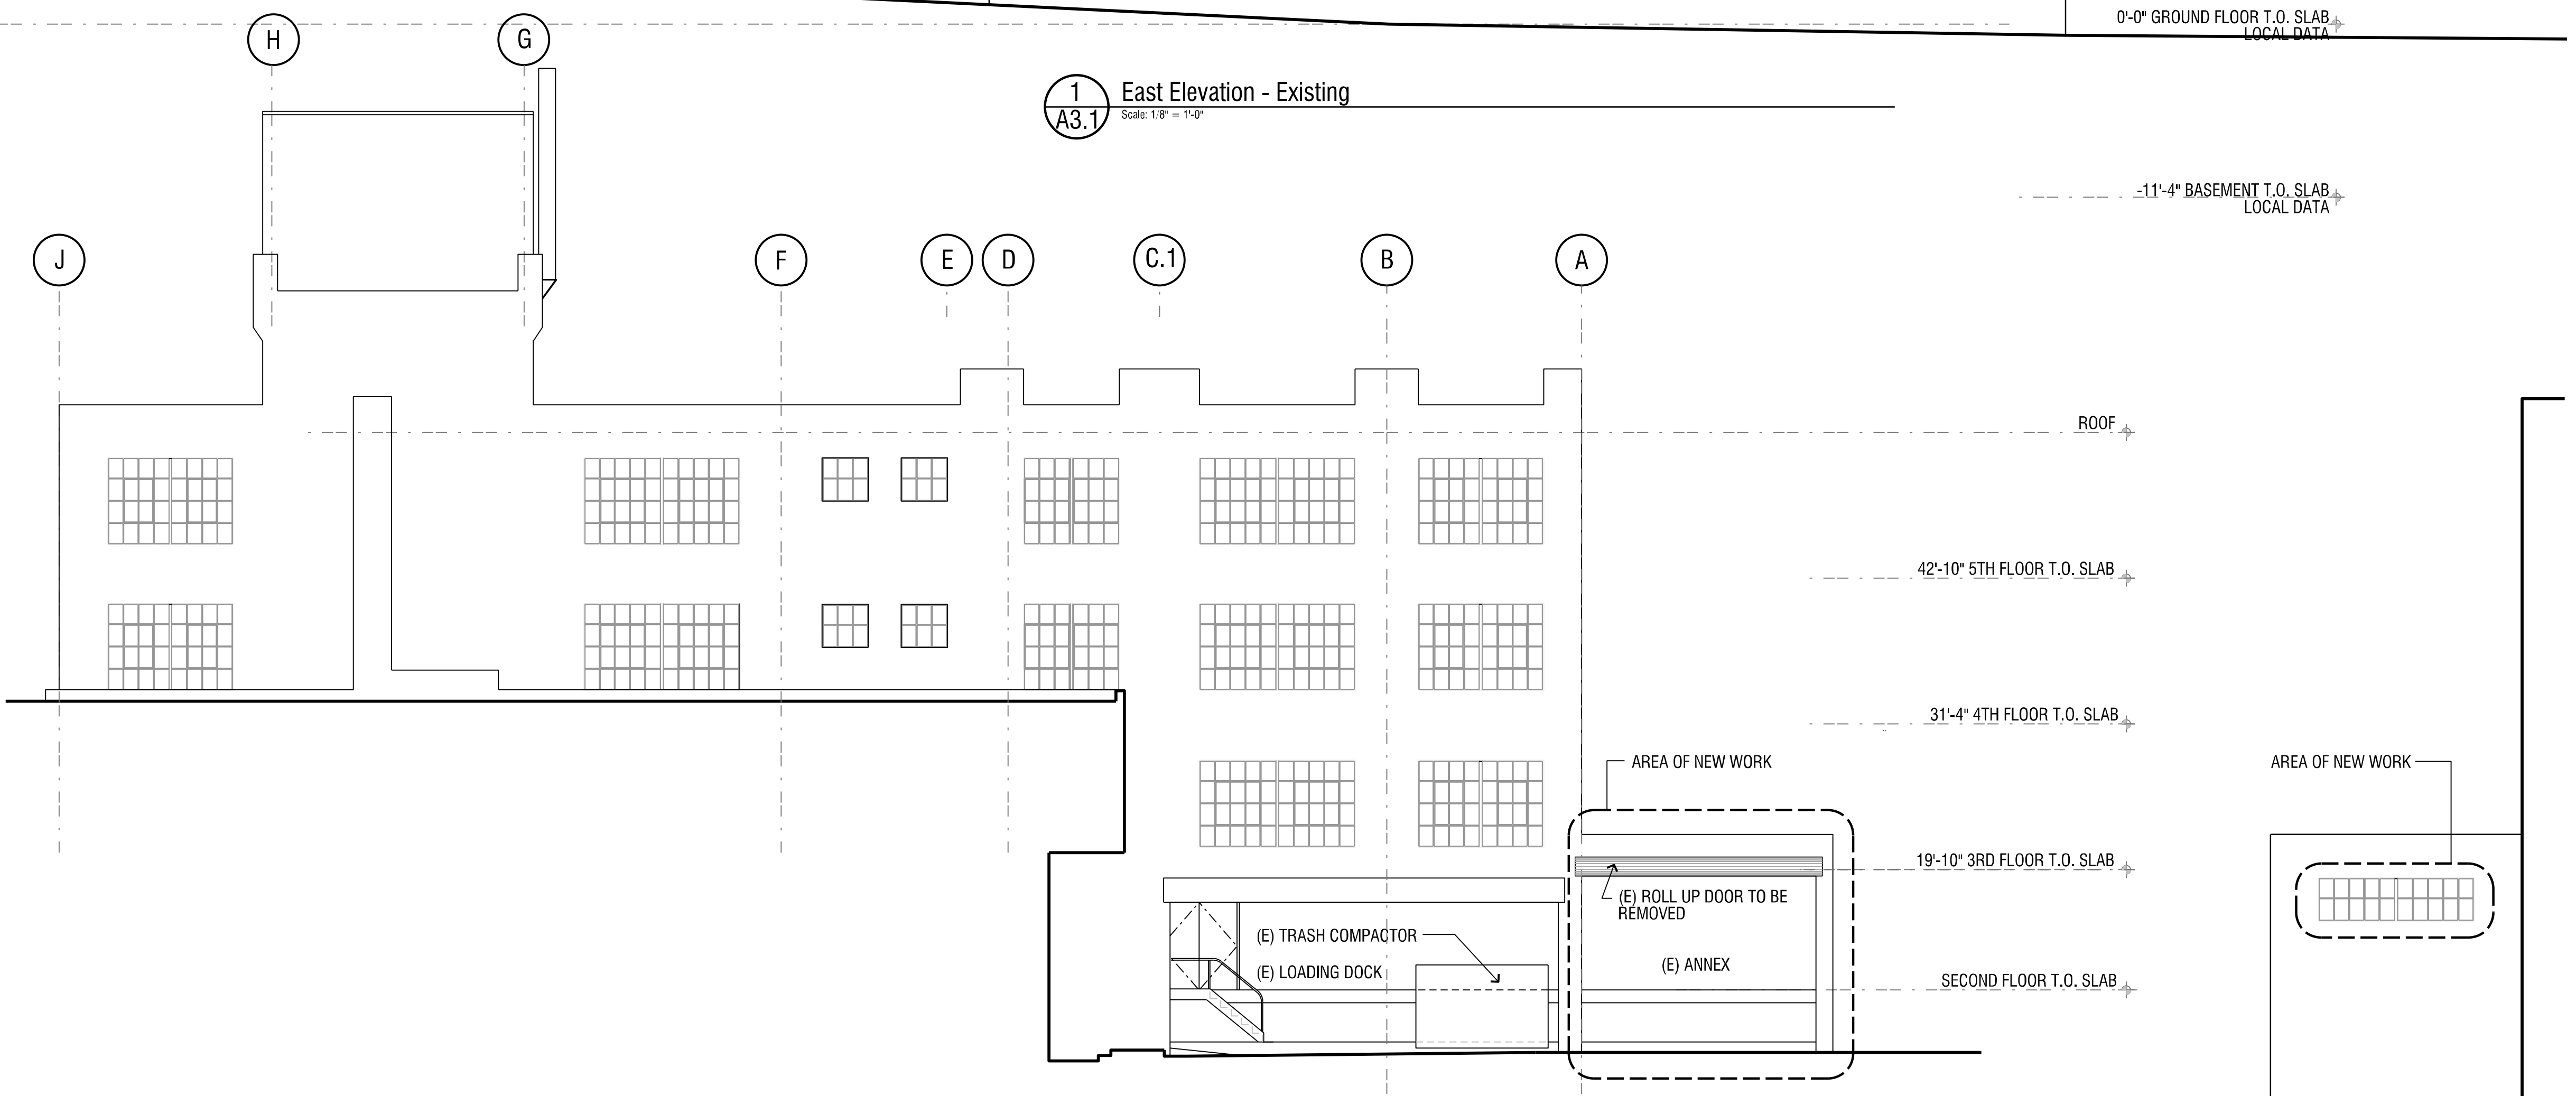 0'-0" GROUND FLOOR T.O. SLAB
LOCAL DATA
H
G
1
A3.1
East Elevation - Existing
Scale: 1/8" = 1'-0"
-11'-4" BASEMENT T.O. SLAB
LOCAL DATA
J
F
E
D
C.1
B
A
ROOF
42'-10" 5TH FLOOR T.O. SLAB
31'-4" 4TH FLOOR T.O. SLAB
AREA OF NEW WORK
AREA OF NEW WORK
19'-10" 3RD FLOOR T.O. SLAB
(E) ROLL UP DOOR TO BE
REMOVED
(E) TRASH COMPACTOR
(E) LOADING DOCK
(E) ANNEX
SECOND FLOOR T.O. SLAB